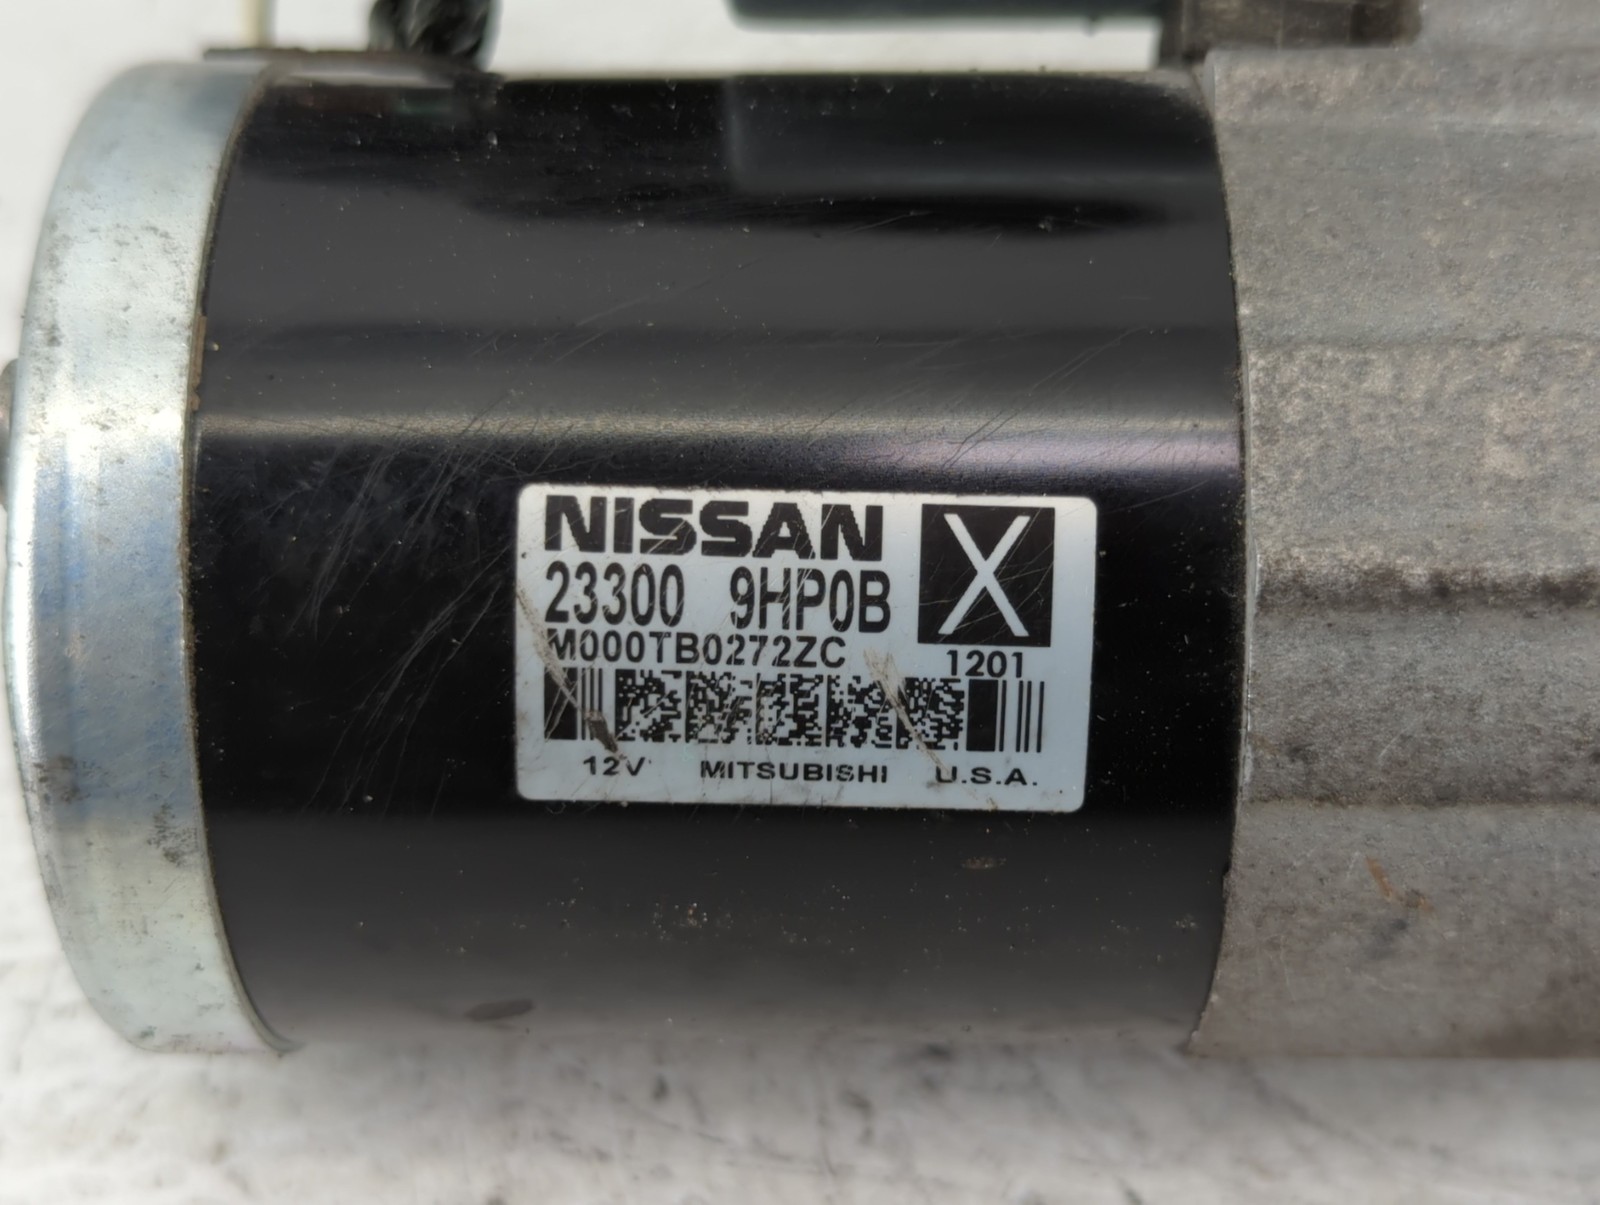 NISSAN
X
23300 9HP0B
M000TB0272ZC
1201
12V MITSUBISHI U.S.A.